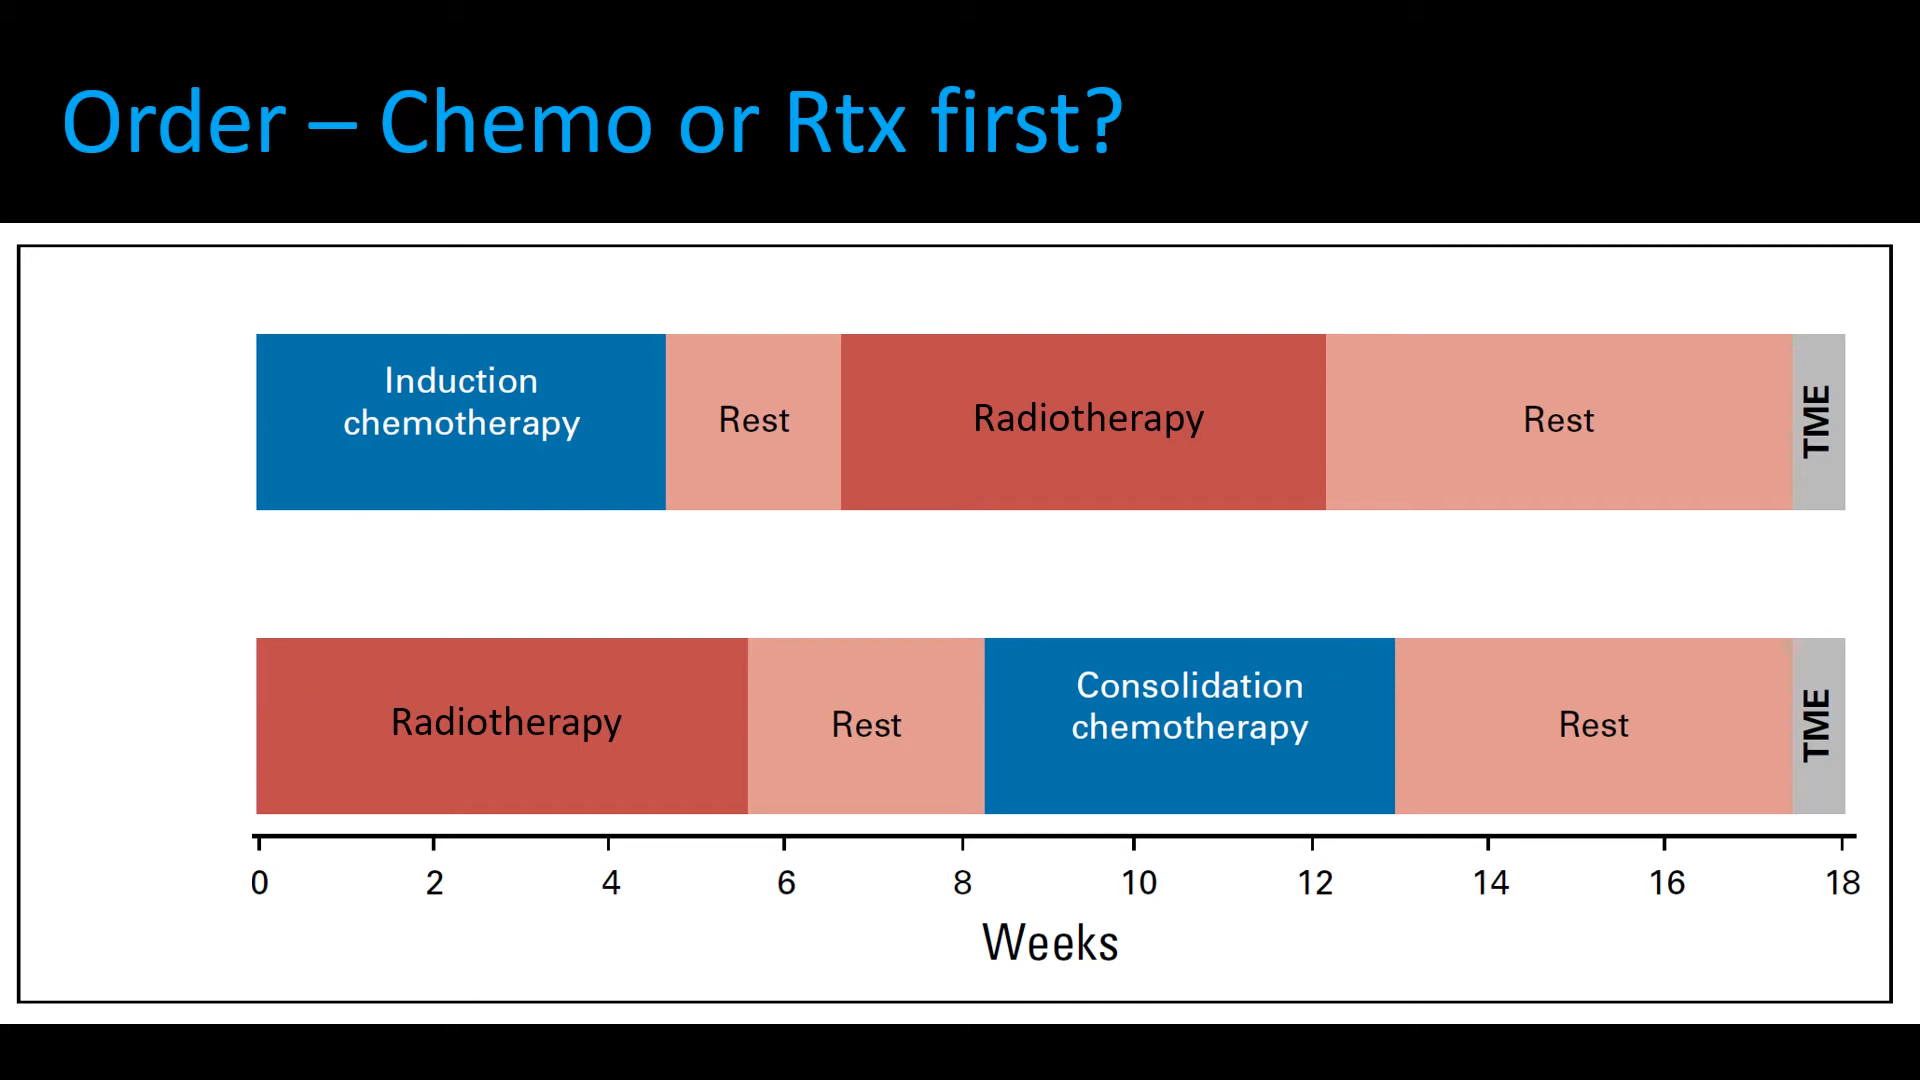 Order – Chemo or Rtx first?
Induction
chemotherapy
Rest
Radiotherapy
Rest
TME
Radiotherapy
Rest
Consolidation
chemotherapy
Rest
TME
0 2 4 6 8 10 12 14 16 18
Weeks